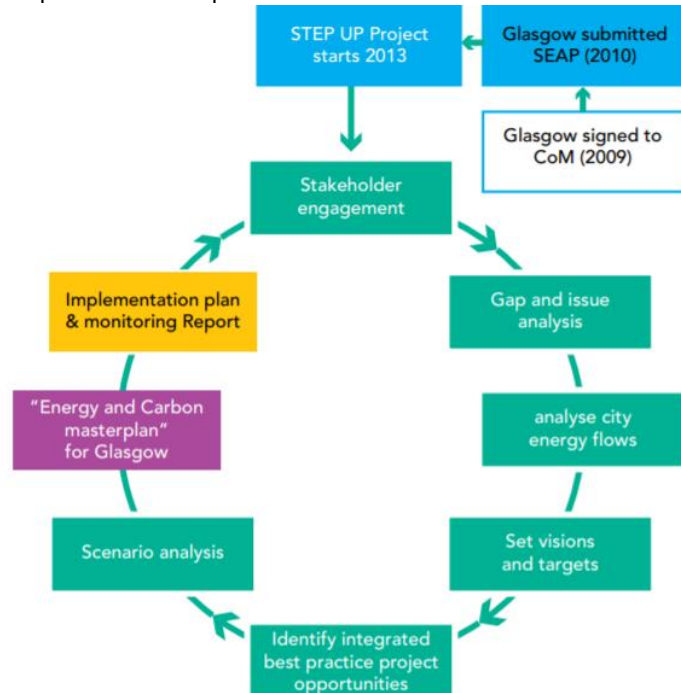 STEP UP Project
starts 2013
Glasgow submitted
SEAP (2010)
Glasgow signed to
CoM (2009)
Stakeholder
engagement
Gap and issue
analysis
analyse city
energy flows
Set visions
and targets
Identify integrated
best practice project
opportunities
Scenario analysis
"Energy and Carbon
masterplan"
for Glasgow
Implementation plan
& monitoring Report